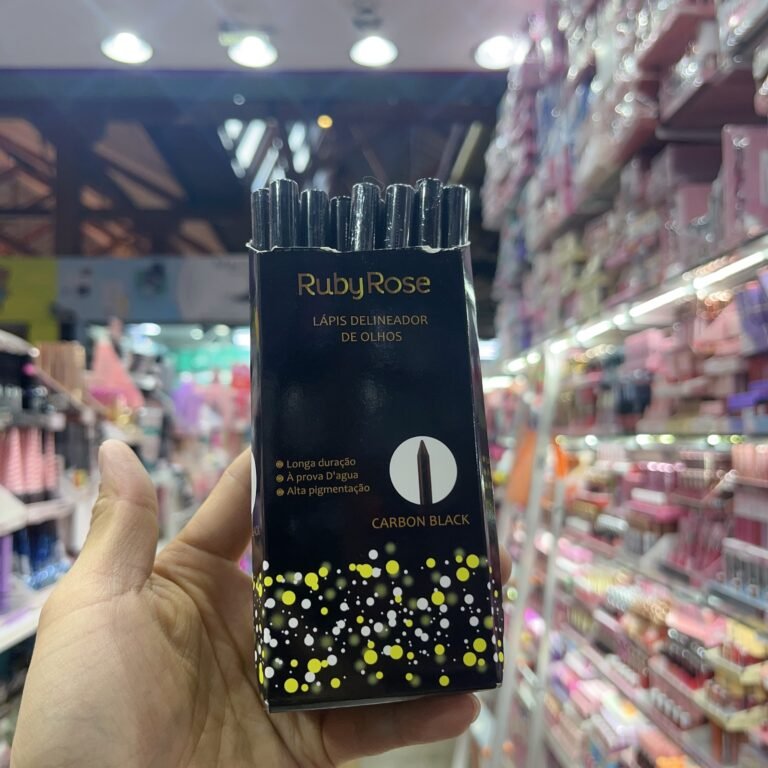 RubyRose
LÁPIS DELINEADOR
DE OLHOS
Longa duração
À prova D'agua
Alta pigmentação
CARBON BLACK